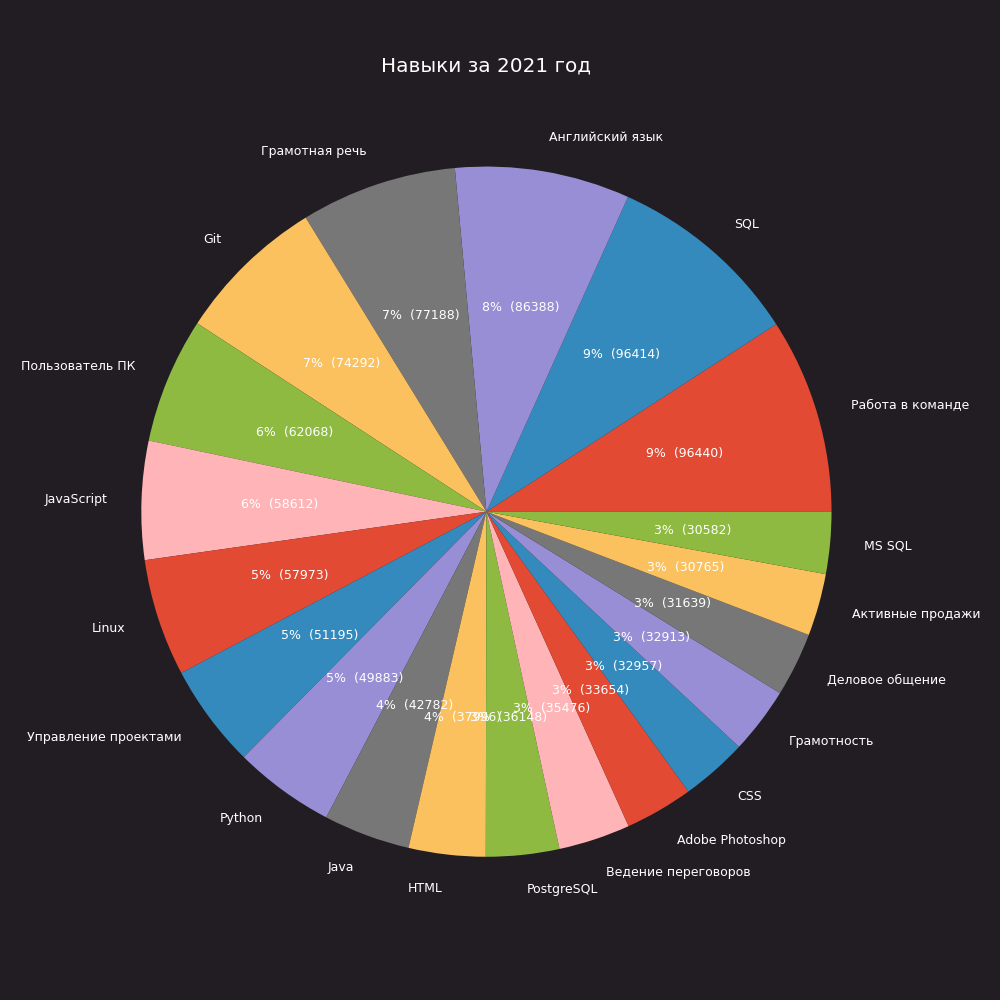 Навыки за 2021 год
Английский язык
Грамотная речь
SQL
Git
8% (86388)
7% (77188)
9% (96414)
7% (74292)
Пользователь ПК
Работа в команде
6% (62068)
9% (96440)
JavaScript
6% (58612)
3% (30582)
MS SQL
5% (57973)
3% (30765)
3% (31639)
Активные продажи
Linux
5% (51195)
3% (32913)
3% (32957)
5% (49883)
Деловое общение
3% (33654)
4% (42782)
3% (35476)
4%
(36148)
Управление проектами
Грамотность
CSS
Python
Adobe Photoshop
Java
Ведение переговоров
HTML
PostgreSQL